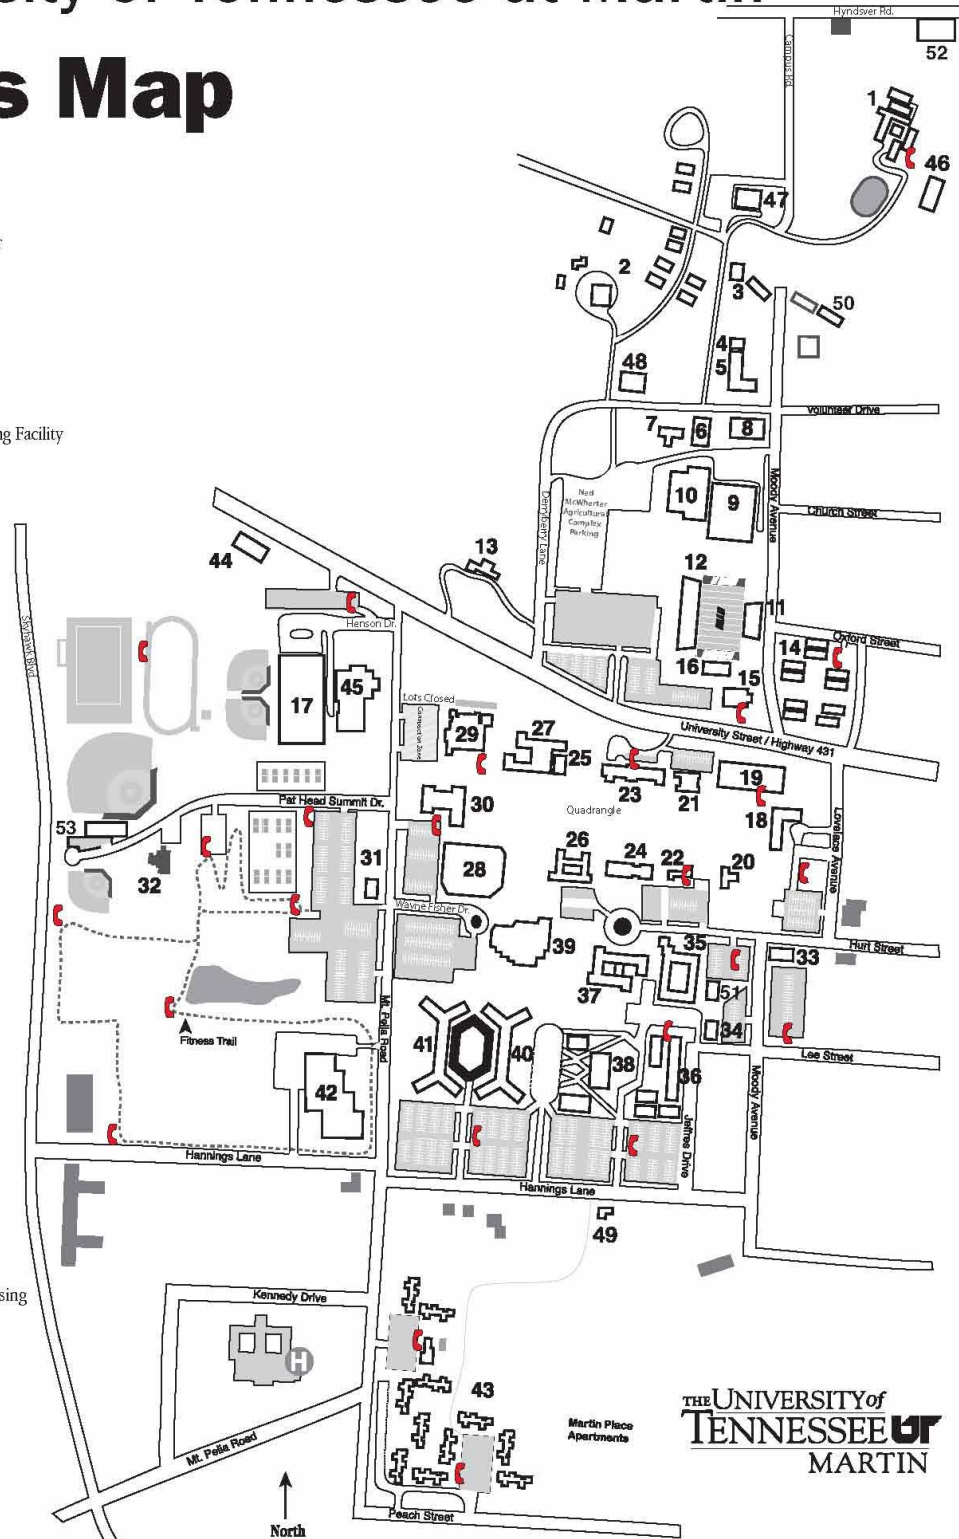 s Map
Hyndsver Rd.
52
Campus Rd.
1
46
47
2
3
50
4
5
48
Volunteer Drive
7
6
8
ng Facility
10
9
Moody Avenue
Church Street
Ned
McWherter
Agricultural
Complex
Parking
Derryberry Lane
44
13
12
11
Henson Dr.
Oxford Street
14
16
15
Skyhawk Blvd
17
45
Lots Closed
29
27
25
University Street / Highway 431
23
21
19
Pat Head Summit Dr.
30
Quadrangle
18
Lovelace Avenue
53
32
31
28
26
24
22
20
Wayne Fisher Dr.
39
35
Hurt Street
33
37
51
34
Mt. Pelia Road
Fitness Trail
41
40
38
36
Lee Street
42
Jeffres Drive
Moody Avenue
Hannings Lane
Hannings Lane
49
sing
Kennedy Drive
H
43
Martin Place
Apartments
Mt. Pelia Road
Peach Street
North
THE UNIVERSITY of
TENNESSEE UT
MARTIN